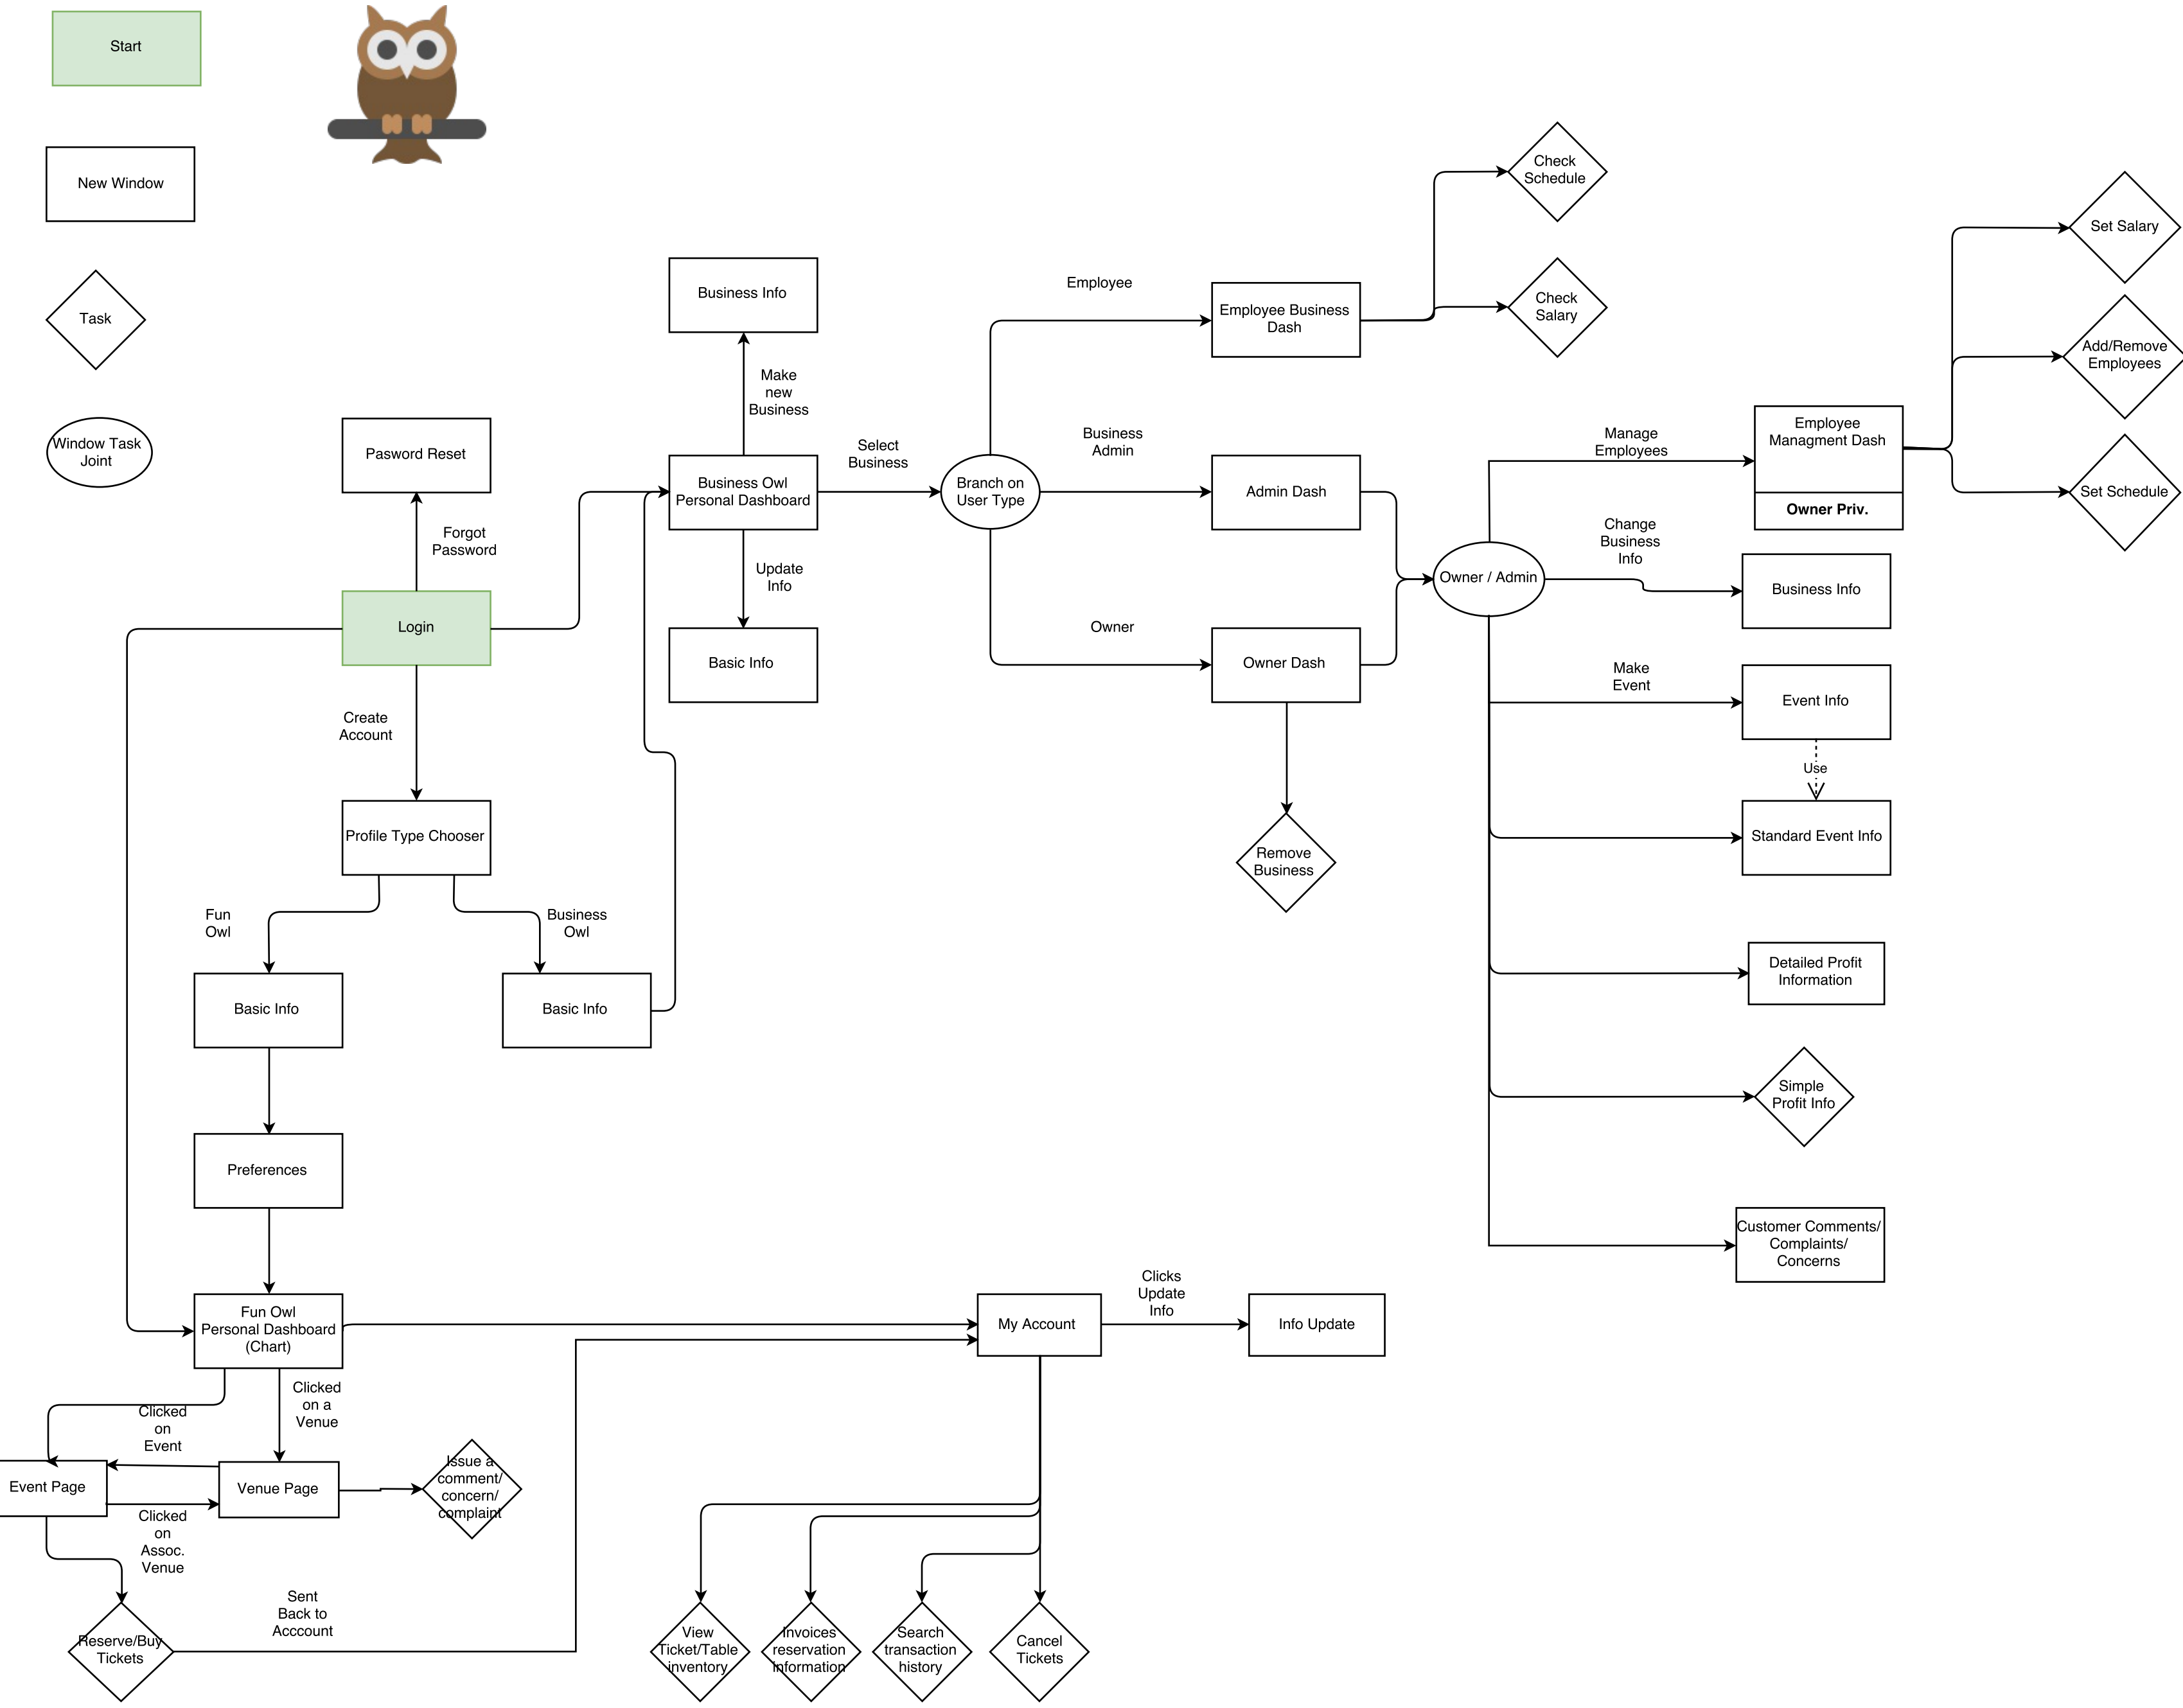 Start
New Window
Task
Window Task
Joint
Check
Schedule
Check
Salary
Set Salary
Add/Remove
Employees
Set Schedule
Business Info
Make
new
Business
Employee
Employee Business
Dash
Pasword Reset
Forgot
Password
Business Owl
Personal Dashboard
Select
Business
Branch on
User Type
Business
Admin
Admin Dash
Manage
Employees
Employee
Managment Dash
Owner Priv.
Update
Info
Basic Info
Owner
Owner Dash
Owner / Admin
Change
Business
Info
Business Info
Login
Create
Account
Make
Event
Event Info
Use
Standard Event Info
Remove
Business
Profile Type Chooser
Fun
Owl
Business
Owl
Basic Info
Basic Info
Detailed Profit
Information
Simple
Profit Info
Preferences
Customer Comments/
Complaints/
Concerns
Fun Owl
Personal Dashboard
(Chart)
My Account
Clicks
Update
Info
Info Update
Clicked
on
Event
Clicked
on a
Venue
Event Page
Venue Page
Issue a
comment/
concern/
complaint
Clicked
on
Assoc.
Venue
Reserve/Buy
Tickets
Sent
Back to
Acccount
View
Ticket/Table
inventory
Invoices
reservation
information
Search
transaction
history
Cancel
Tickets